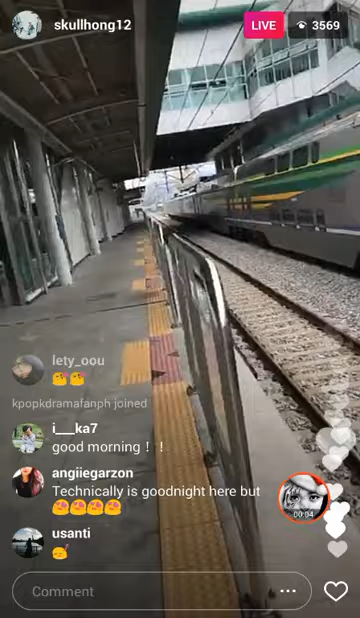 skullhong12
LIVE
3569
lety_oou
😘😘
kpopkdramafanph joined
i___ka7
good morning！！
angiiegarzon
Technically is goodnight here but
😍😍😍😍
00:04
usanti
😴
Comment